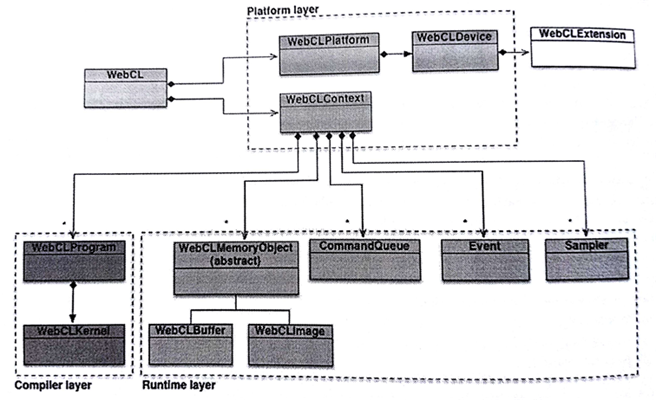 Platform layer
WebCLPlatform
WebCLDevice
WebCLExtension
WebCL
WebCLContext
*
*
*
*
*
WebCLProgram
WebCLMemoryObject
{abstract}
CommandQueue
Event
Sampler
WebCLKernel
WebCLBuffer
WebCLImage
Compiler layer
Runtime layer